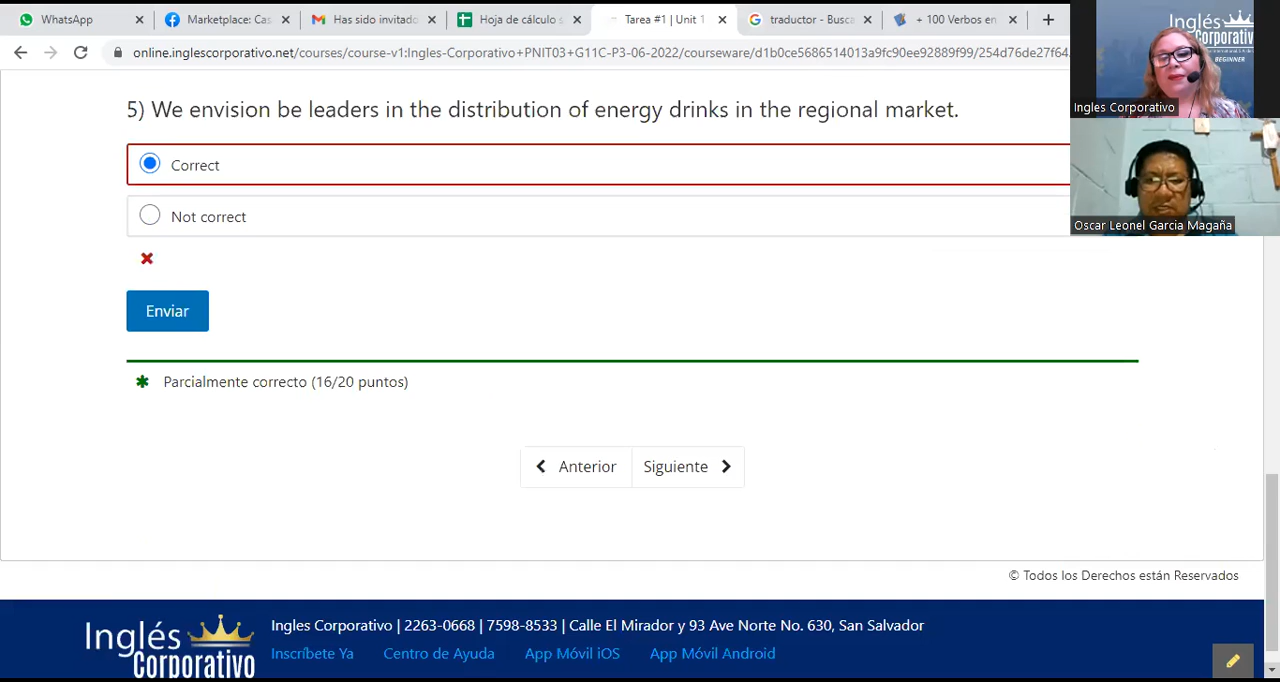 WhatsApp
Marketplace: Cas
Has sido invitado
Hoja de cálculo s
Tarea #1 | Unit 1
traductor - Busca
+ 100 Verbos en
online.inglescorporativo.net/courses/course-v1:Ingles-Corporativo+PNIT03+G11C-P3-06-2022/courseware/d1b0ce5686514013a9fc90ee92889f99/254d76de27f64
Inglés
Corporativo
BEGINNER
Ingles Corporativo
Oscar Leonel Garcia Magaña
5) We envision be leaders in the distribution of energy drinks in the regional market.
Correct
Not correct
Enviar
Parcialmente correcto (16/20 puntos)
Anterior
Siguiente
© Todos los Derechos están Reservados
Inglés
Corporativo
Ingles Corporativo | 2263-0668 | 7598-8533 | Calle El Mirador y 93 Ave Norte No. 630, San Salvador
Inscríbete Ya
Centro de Ayuda
App Móvil iOS
App Móvil Android